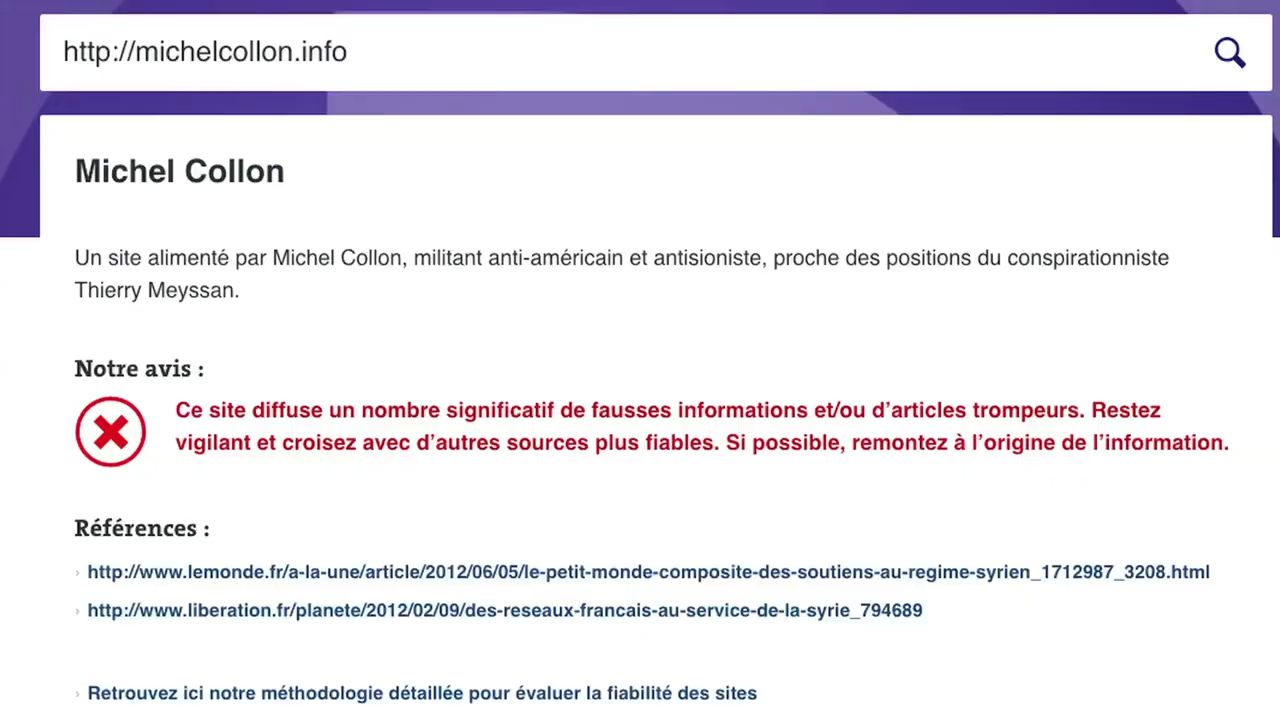 http://michelcollon.info
Michel Collon
Un site alimenté par Michel Collon, militant anti-américain et antisioniste, proche des positions du conspirationniste
Thierry Meyssan.
Notre avis :
Ce site diffuse un nombre significatif de fausses informations et/ou d’articles trompeurs. Restez
vigilant et croisez avec d’autres sources plus fiables. Si possible, remontez à l’origine de l’information.
Références :
› http://www.lemonde.fr/a-la-une/article/2012/06/05/le-petit-monde-composite-des-soutiens-au-regime-syrien_1712987_3208.html
› http://www.liberation.fr/planete/2012/02/09/des-reseaux-francais-au-service-de-la-syrie_794689
› Retrouvez ici notre méthodologie détaillée pour évaluer la fiabilité des sites